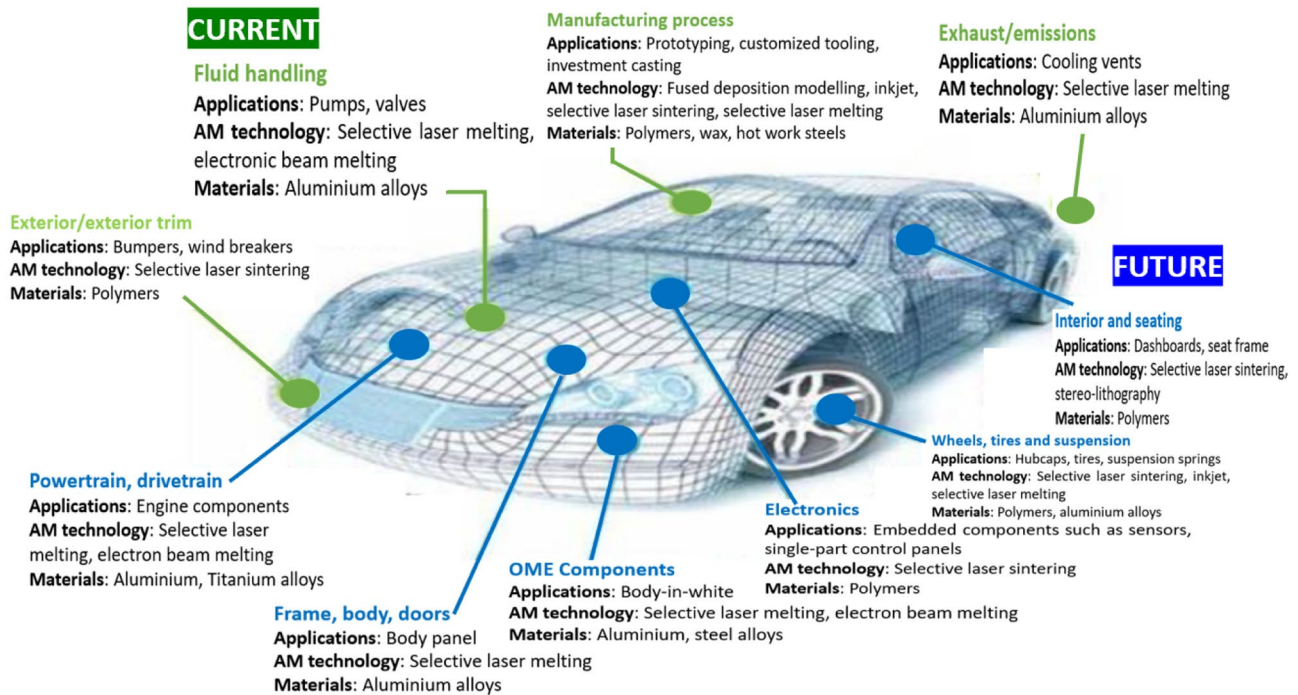 CURRENT
Fluid handling
Applications: Pumps, valves
AM technology: Selective laser melting,
electronic beam melting
Materials: Aluminium alloys
Manufacturing process
Applications: Prototyping, customized tooling,
investment casting
AM technology: Fused deposition modelling, inkjet,
selective laser sintering, selective laser melting
Materials: Polymers, wax, hot work steels
Exhaust/emissions
Applications: Cooling vents
AM technology: Selective laser melting
Materials: Aluminium alloys
Exterior/exterior trim
Applications: Bumpers, wind breakers
AM technology: Selective laser sintering
Materials: Polymers
FUTURE
Interior and seating
Applications: Dashboards, seat frame
AM technology: Selective laser sintering,
stereo-lithography
Materials: Polymers
Wheels, tires and suspension
Applications: Hubcaps, tires, suspension springs
AM technology: Selective laser sintering, inkjet,
selective laser melting
Materials: Polymers, aluminium alloys
Powertrain, drivetrain
Applications: Engine components
AM technology: Selective laser
melting, electron beam melting
Materials: Aluminium, Titanium alloys
Electronics
Applications: Embedded components such as sensors,
single-part control panels
AM technology: Selective laser sintering
Materials: Polymers
OME Components
Applications: Body-in-white
AM technology: Selective laser melting, electron beam melting
Materials: Aluminium, steel alloys
Frame, body, doors
Applications: Body panel
AM technology: Selective laser melting
Materials: Aluminium alloys